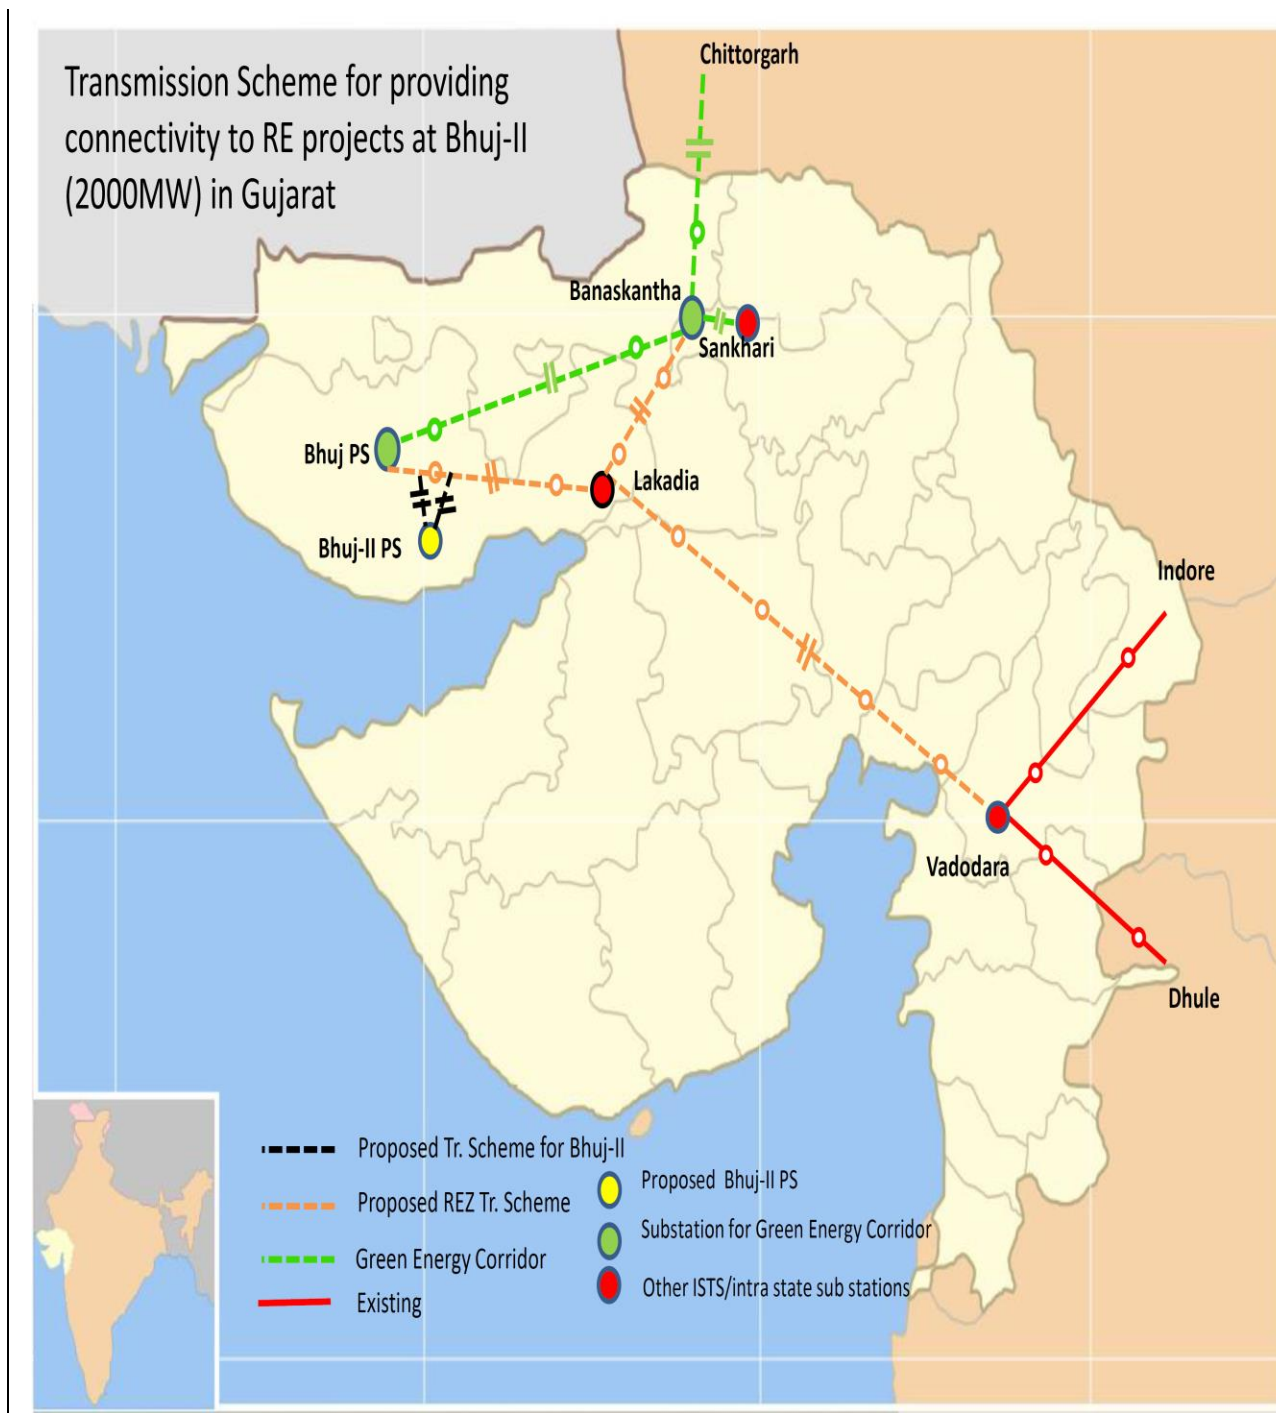 Chittorgarh
Transmission Scheme for providing
connectivity to RE projects at Bhuj-II
(2000MW) in Gujarat
Banaskantha
Sankhari
Bhuj PS
Lakadia
Bhuj-II PS
Indore
Vadodara
Dhule
Proposed Tr. Scheme for Bhuj-II
Proposed REZ Tr. Scheme
Green Energy Corridor
Existing
Proposed Bhuj-II PS
Substation for Green Energy Corridor
Other ISTS/intra state sub stations